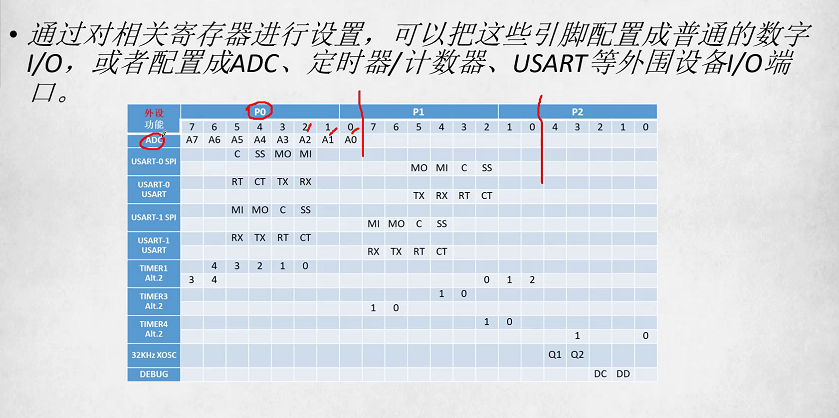 • 通过对相关寄存器进行设置，可以把这些引脚配置成普通的数字
I/O，或者配置成ADC、定时器/计数器、USART等外围设备I/O端
口。
外设 P0 P1 P2
功能 7 6 5 4 3 2 1 0 7 6 5 4 3 2 1 0 4 3 2 1 0
ADC A7 A6 A5 A4 A3 A2 A1 A0
USART-0 SPI C SS MO MI
MO MI C SS
USART-0 RT CT TX RX
USART TX RX RT CT
USART-1 SPI MI MO C SS
MI MO C SS
USART-1 RX TX RT CT
USART RX TX RT CT
TIMER1 4 3 2 1 0
Alt.2 3 4 0 1 2
TIMER3 1 0
Alt.2 1 0
TIMER4 1 0
Alt.2 1 0
32KHz XOSC Q1 Q2
DEBUG DC DD